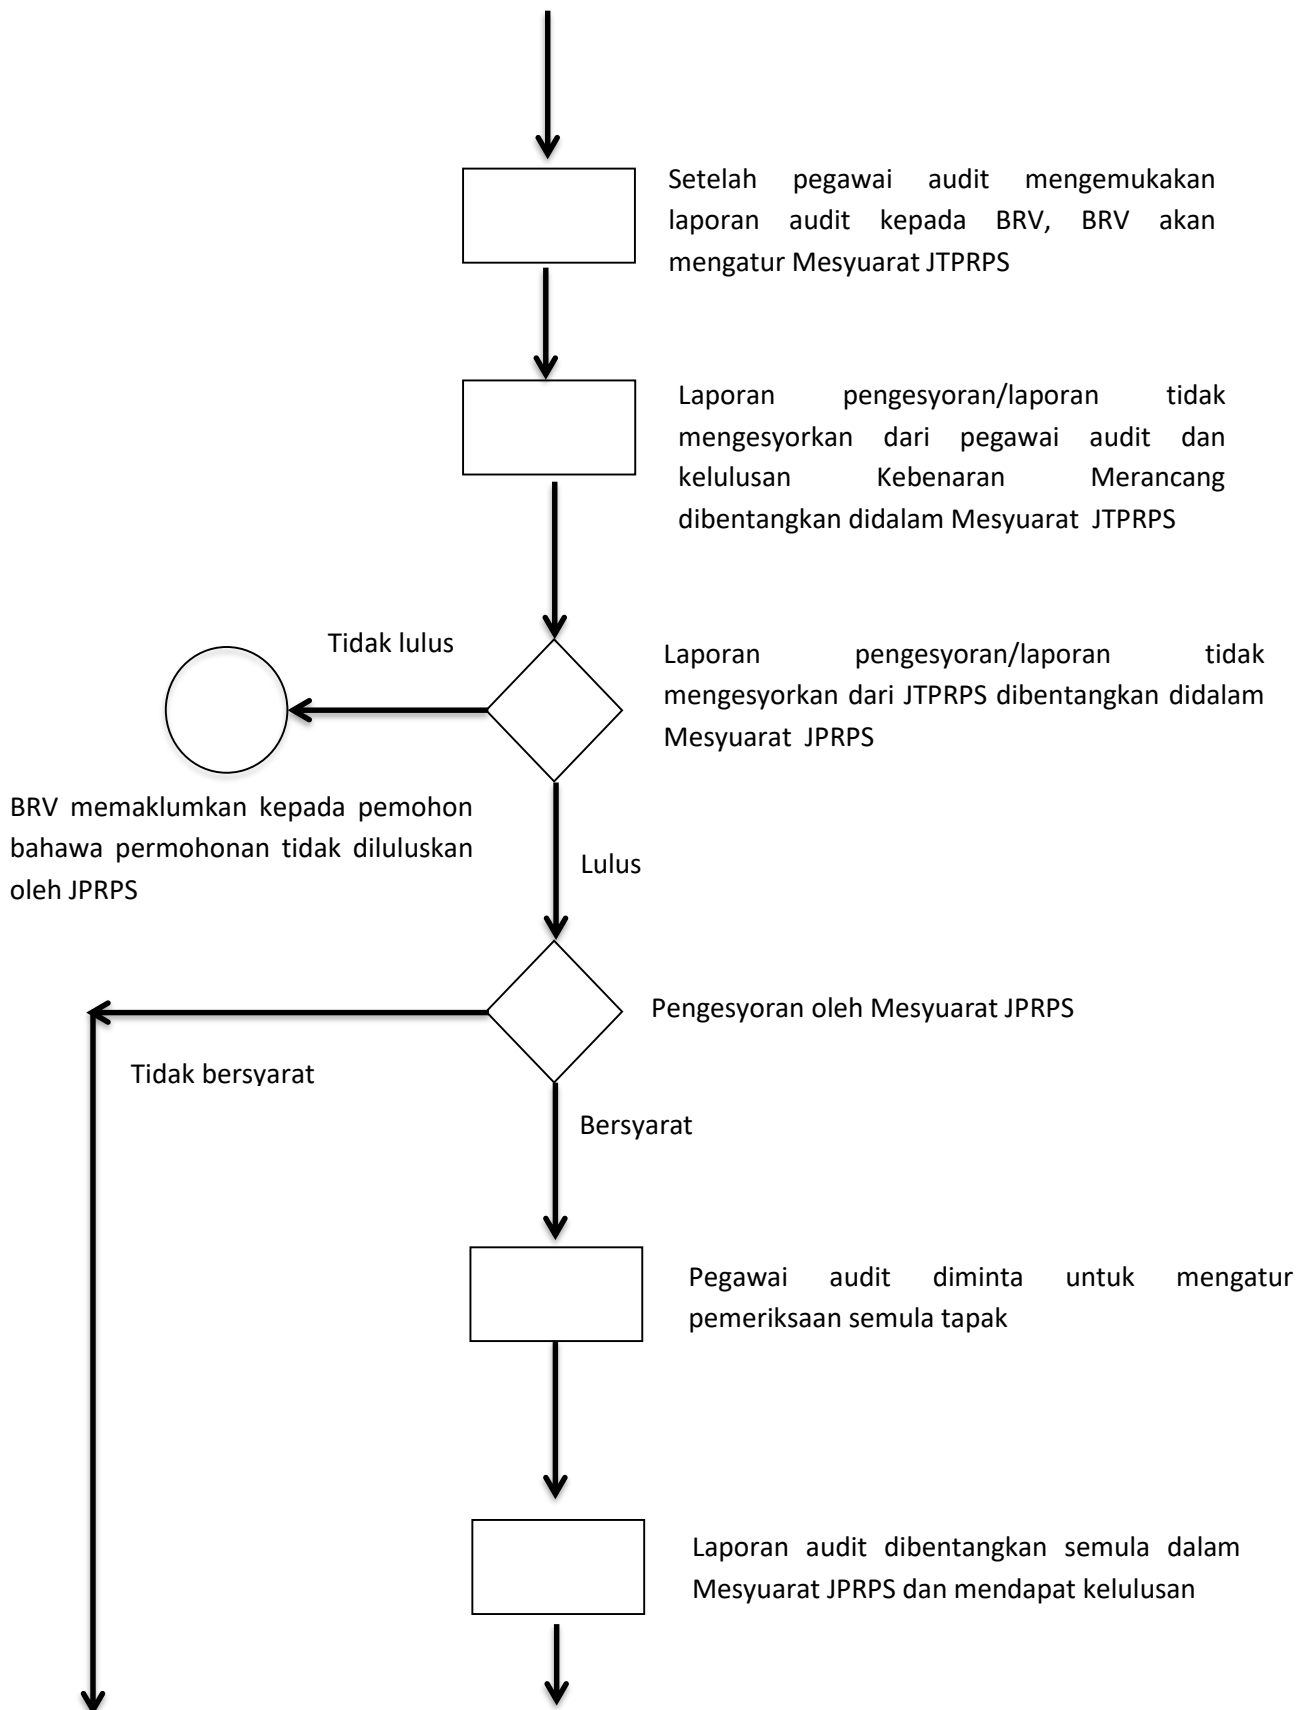 Setelah pegawai audit mengemukakan
laporan audit kepada BRV, BRV akan
mengatur Mesyuarat JTPRPS
Laporan pengesyoran/laporan tidak
mengesyorkan dari pegawai audit dan
kelulusan Kebenaran Merancang
dibentangkan didalam Mesyuarat JTPRPS
Tidak lulus
Laporan pengesyoran/laporan tidak
mengesyorkan dari JTPRPS dibentangkan didalam
Mesyuarat JPRPS
BRV memaklumkan kepada pemohon
bahawa permohonan tidak diluluskan
oleh JPRPS
Lulus
Pengesyoran oleh Mesyuarat JPRPS
Tidak bersyarat
Bersyarat
Pegawai audit diminta untuk mengatur
pemeriksaan semula tapak
Laporan audit dibentangkan semula dalam
Mesyuarat JPRPS dan mendapat kelulusan